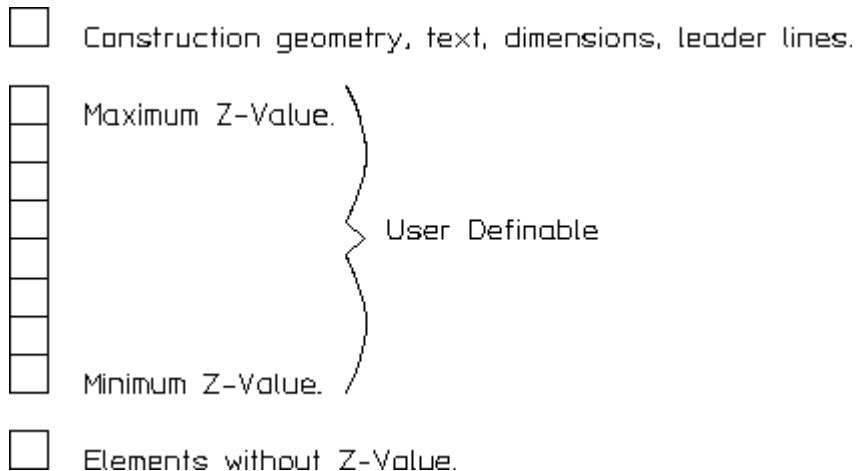 Construction geometry, text, dimensions, leader lines.
Maximum Z-Value.
User Definable
Minimum Z-Value.
Elements without Z-Value.